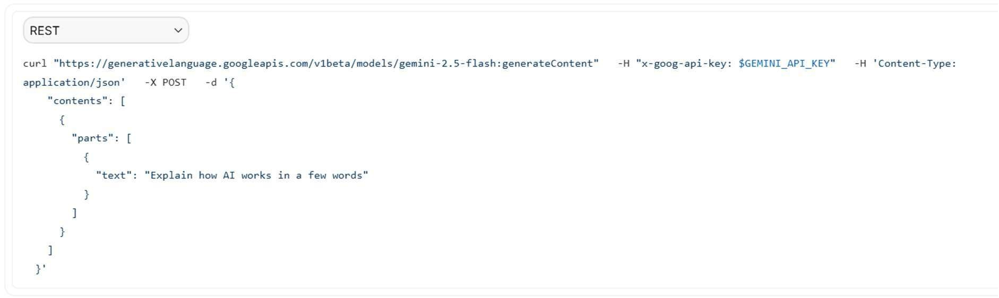 REST
curl "https://generativelanguage.googleapis.com/v1beta/models/gemini-2.5-flash:generateContent"   -H "x-goog-api-key: $GEMINI_API_KEY"   -H 'Content-Type:
application/json'   -X POST   -d '{
    "contents": [
      {
        "parts": [
          {
            "text": "Explain how AI works in a few words"
          }
        ]
      }
    ]
  }'